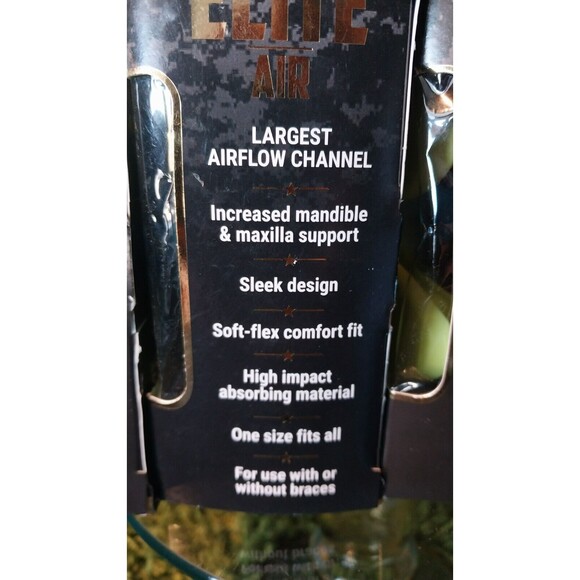 ELITE
AIR
LARGEST
AIRFLOW CHANNEL
Increased mandible
& maxilla support
Sleek design
Soft-flex comfort fit
High impact
absorbing material
One size fits all
For use with or
without braces